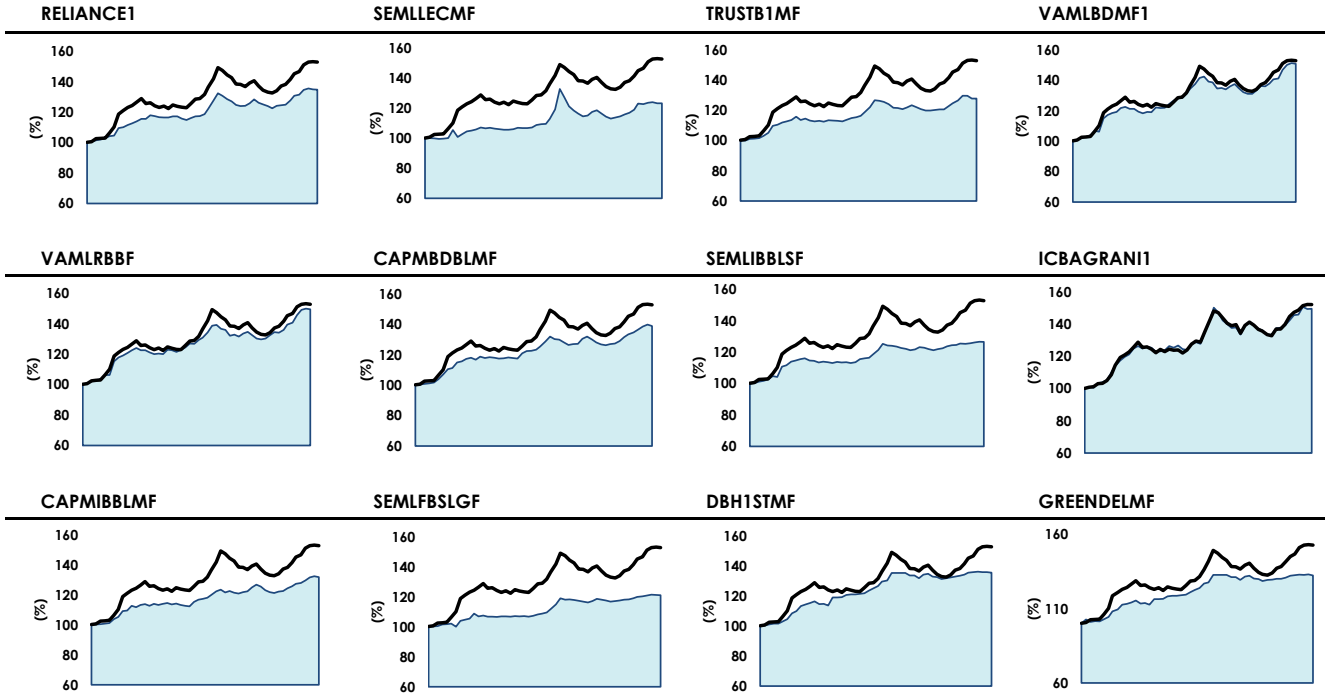 RELIANCE1 SEMLLECMF TRUSTB1MF VAMLBDMF1
160 160 160 160
140 140 140 140
120 120 120 120
100 100 100 100
80 80 80 80
60 60 60 60
(%) (%) (%) (%)
VAMLRBBF CAPMBDBLMF SEMLIBBLSF ICBAGRANI1
160 160 160 160
140 140 140 140
120 120 120 120
100 100 100 100
80 80 80 80
60 60 60 60
(%) (%) (%) (%)
CAPMIBBLMF SEMLFBSLGF DBH1STMF GREENDELMF
160 160 160 160
140 140 140
120 120 120 110
100 100 100
80 80 80
60 60 60 60
(%) (%) (%) (%)